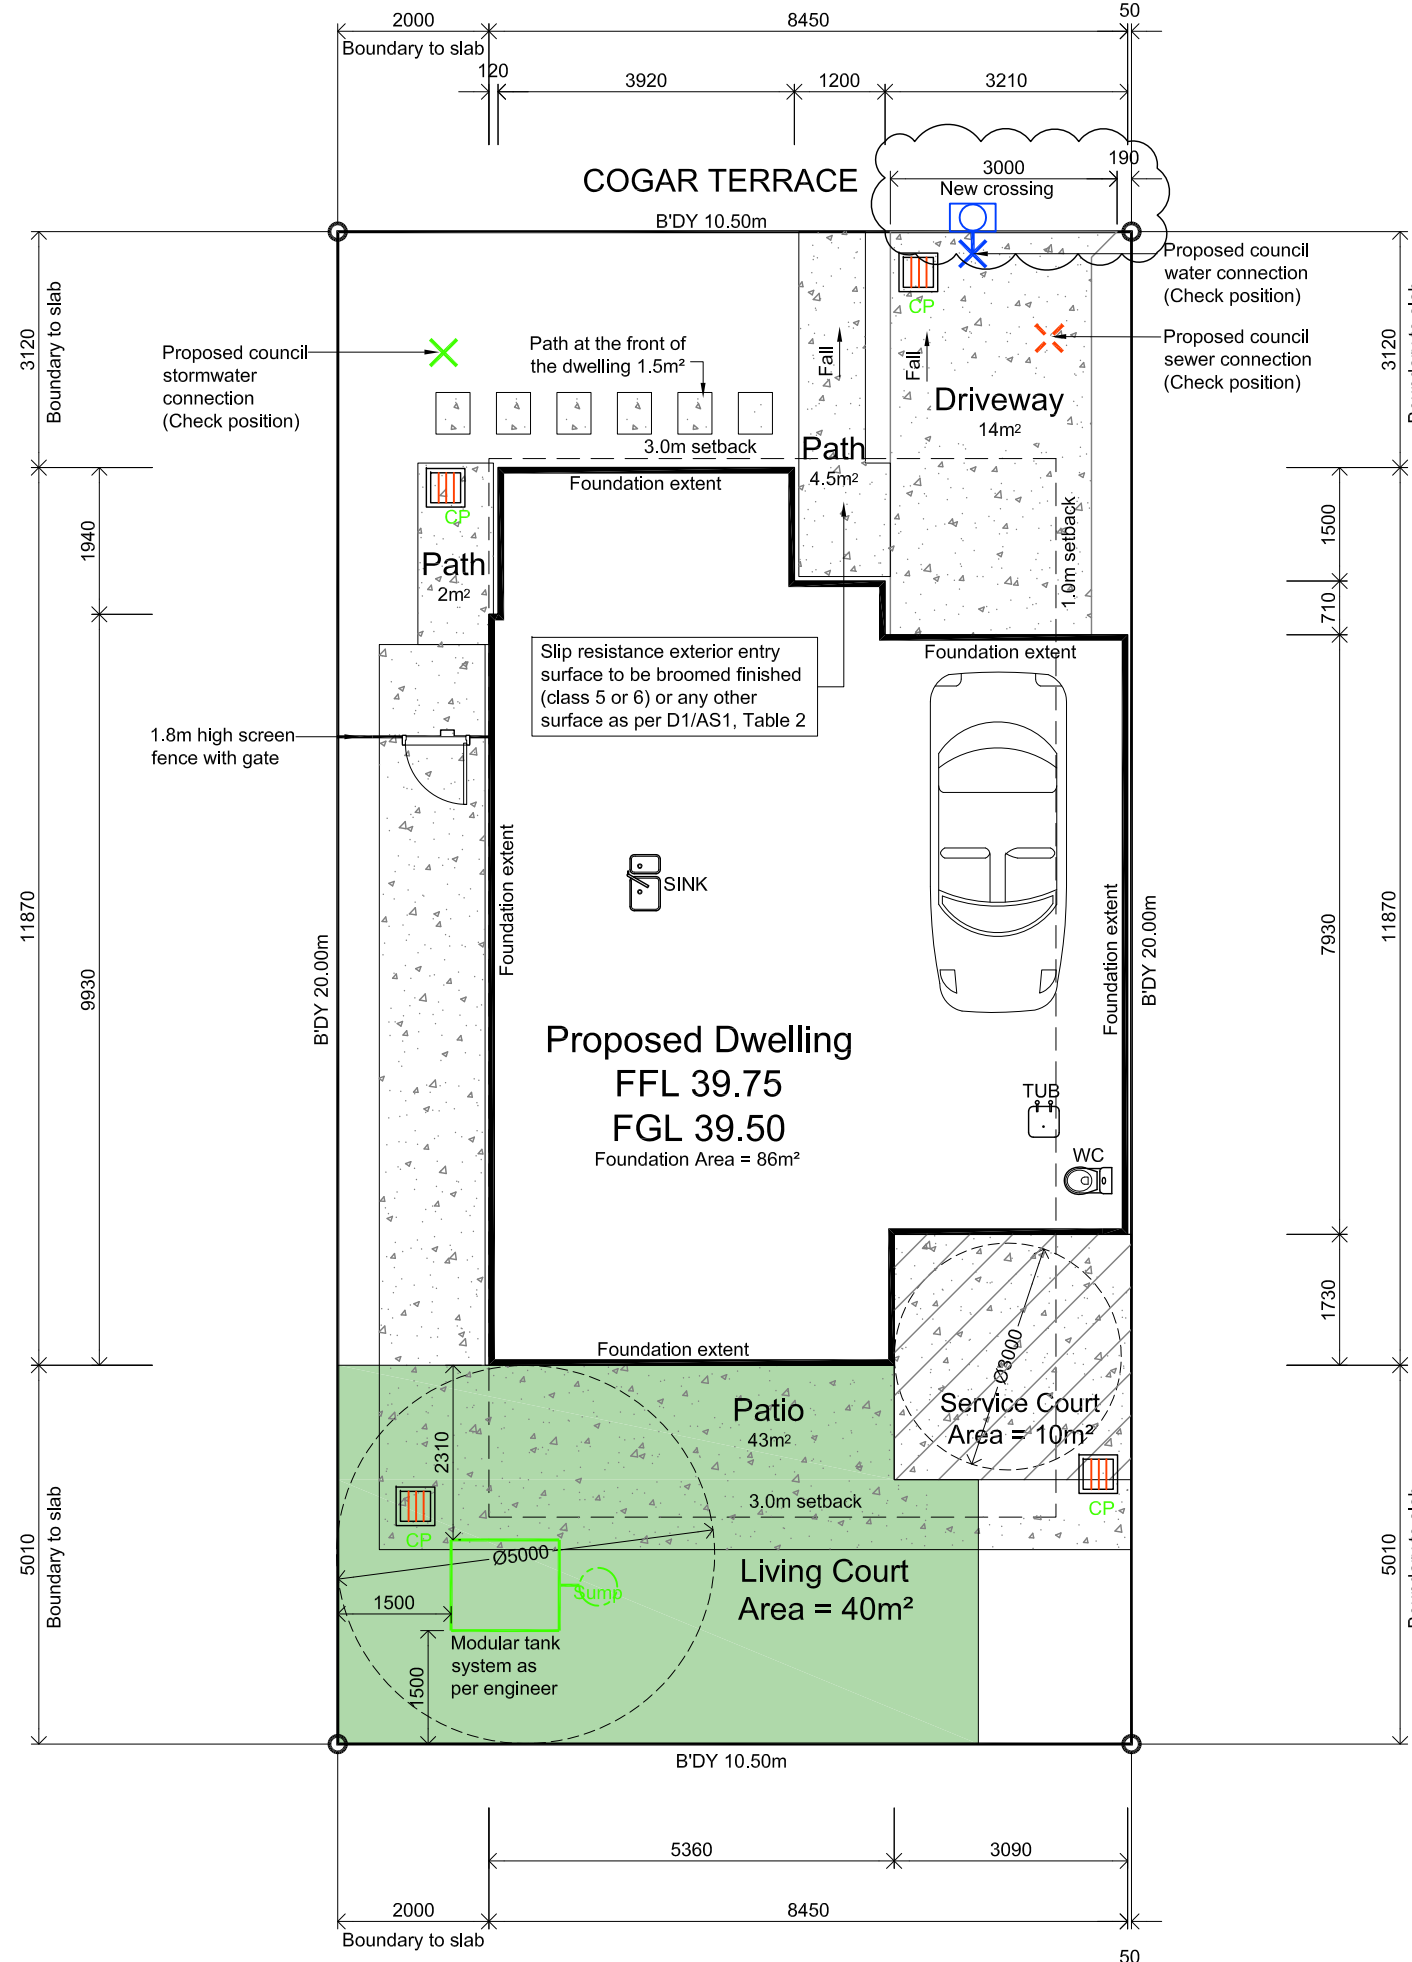 2000
8450
50
Boundary to slab
120
3920
1200
3210
COGAR TERRACE
3000
190
New crossing
B'DY 10.50m
Proposed council
water connection
(Check position)
CP
3120
Boundary to slab
Proposed council
stormwater
connection
(Check position)
Path at the front of
the dwelling 1.5m²
Fall
Fall
Proposed council
sewer connection
(Check position)
3120
Driveway
14m²
3.0m setback
Path
4.5m²
Foundation extent
CP
1940
Path
2m²
1.0m setback
1500
710
Slip resistance exterior entry
surface to be broomed finished
(class 5 or 6) or any other
surface as per D1/AS1, Table 2
Foundation extent
1.8m high screen
fence with gate
Foundation extent
SINK
11870
9930
B'DY 20.00m
Foundation extent
B'DY 20.00m
7930
11870
Proposed Dwelling
FFL 39.75
FGL 39.50
Foundation Area = 86m²
TUB
WC
1730
Foundation extent
Ø3000
Patio
43m²
Service Court
Area = 10m²
2310
CP
CP
3.0m setback
5010
Boundary to slab
Ø5000
Sump
Living Court
Area = 40m²
5010
1500
1500
Modular tank
system as
per engineer
B'DY 10.50m
5360
3090
2000
8450
Boundary to slab
50